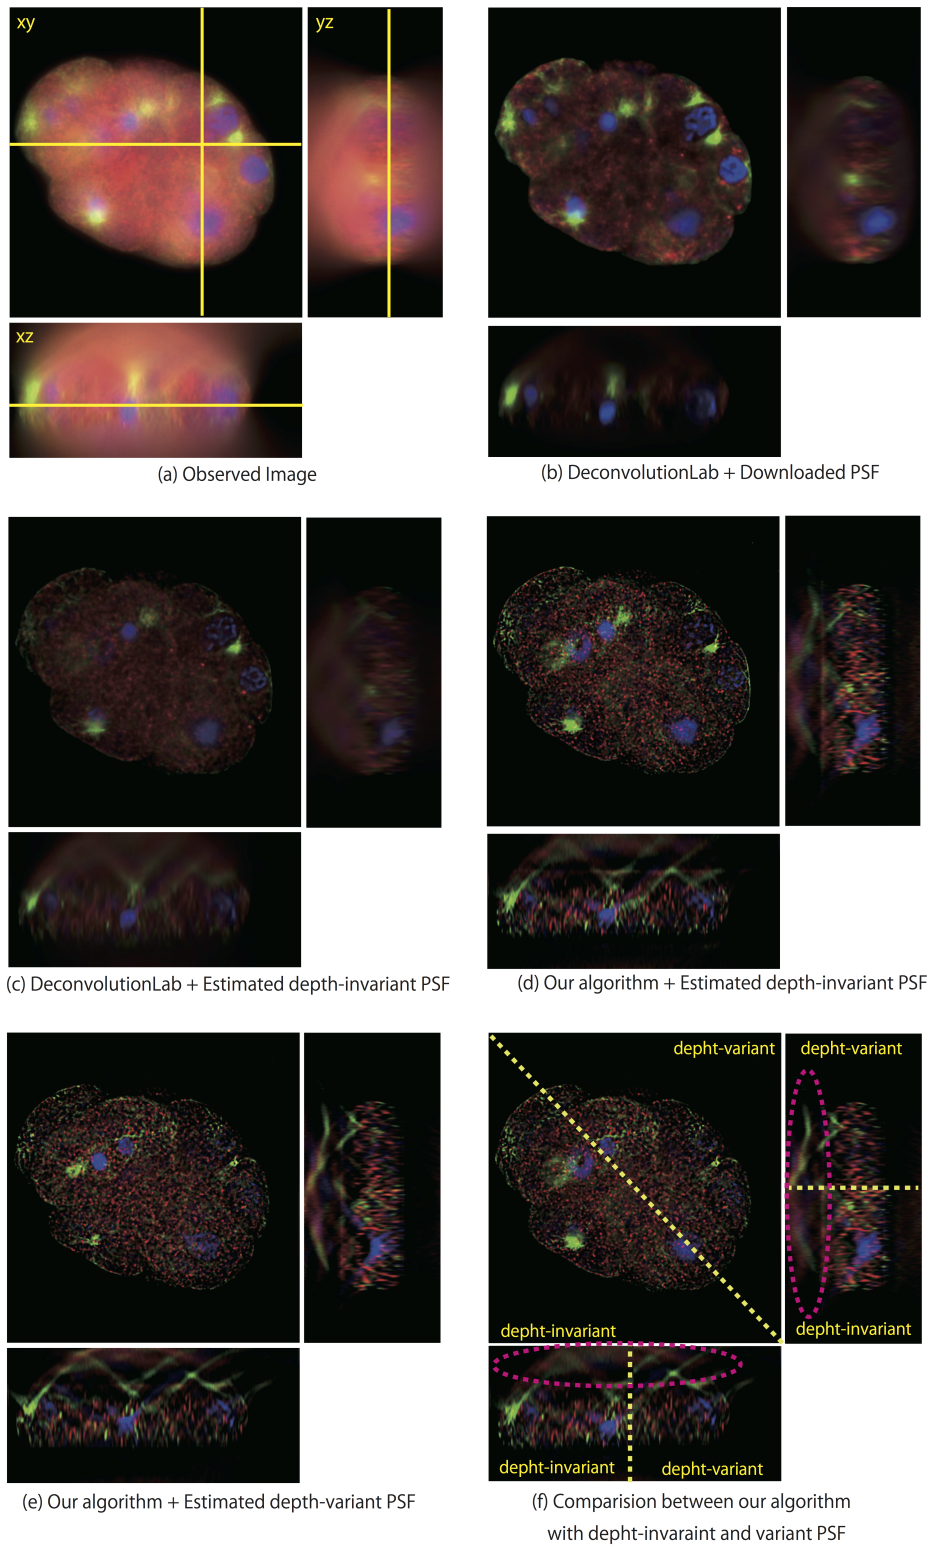 xy
yz
xz
(a) Observed Image
(b) DeconvolutionLab + Downloaded PSF
(c) DeconvolutionLab + Estimated depth-invariant PSF
(d) Our algorithm + Estimated depth-invariant PSF
depht-variant
depht-variant
depht-invariant
depht-invariant
depht-invariant
depht-variant
(e) Our algorithm + Estimated depth-variant PSF
(f) Comparision between our algorithm
with depht-invaraint and variant PSF